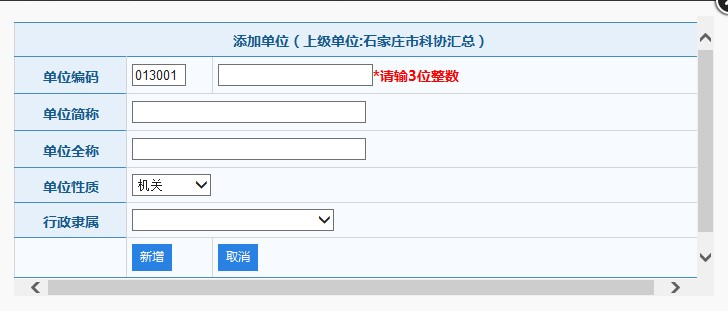 添加单位（上级单位:石家庄市科协汇总）
单位编码 013001 *请输3位整数
单位简称
单位全称
单位性质 机关
行政隶属
新增 取消